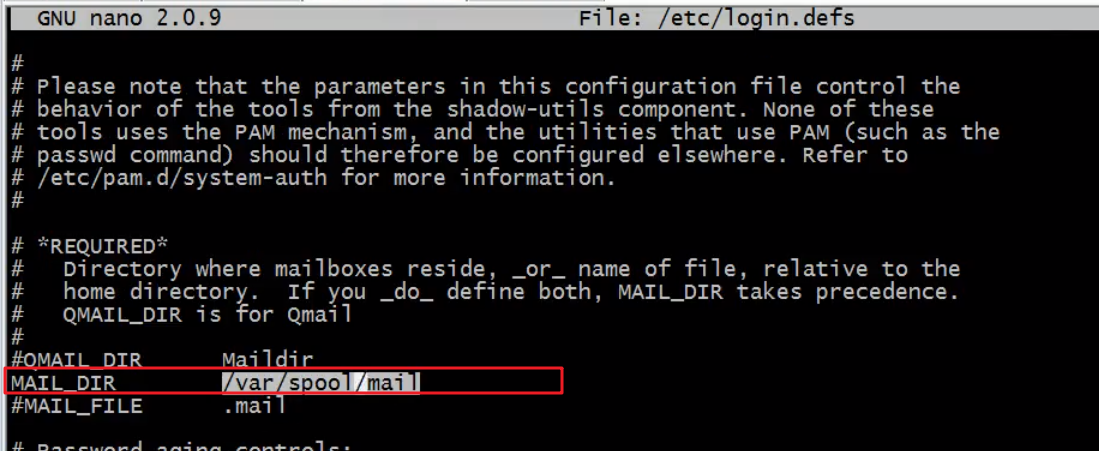 GNU nano 2.0.9 File: /etc/login.defs
#
# Please note that the parameters in this configuration file control the
# behavior of the tools from the shadow-utils component. None of these
# tools uses the PAM mechanism, and the utilities that use PAM (such as the
# passwd command) should therefore be configured elsewhere. Refer to
# /etc/pam.d/system-auth for more information.
#
# *REQUIRED*
#   Directory where mailboxes reside, _or_ name of file, relative to the
#   home directory.  If you _do_ define both, MAIL_DIR takes precedence.
#   QMAIL_DIR is for Qmail
#
#QMAIL_DIR      Maildir
MAIL_DIR        /var/spool/mail
#MAIL_FILE      .mail
# Password aging controls: